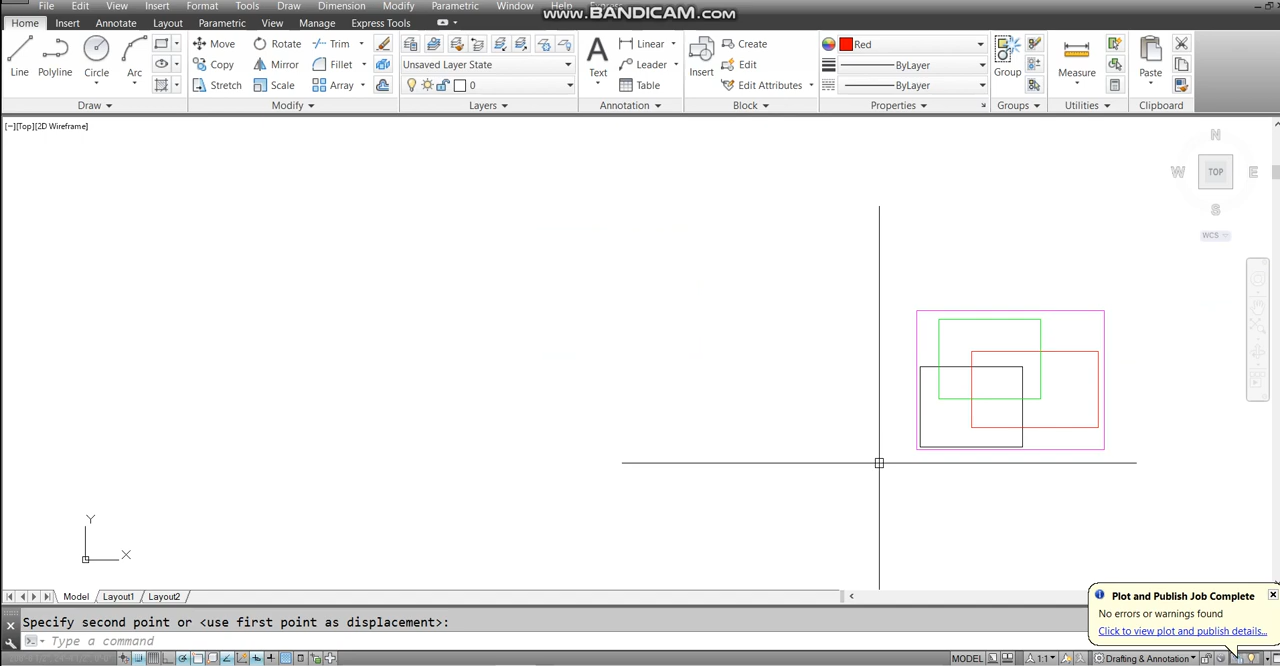 File Edit View Insert Format Tools Draw Dimension Modify Parametric Window Help Express
www.BANDICAM.com
Home Insert Annotate Layout Parametric View Manage Express Tools
Move Rotate Trim Linear Create Red
Line Polyline Circle Arc Copy Mirror Fillet Unsaved Layer State Text Leader Insert Edit ByLayer Group Measure Paste
Stretch Scale Array 0 Table Edit Attributes ByLayer
Draw Modify Layers Annotation Block Properties Groups Utilities Clipboard
[−][Top][2D Wireframe]
N
W TOP E
S
WCS
Y
X
Model Layout1 Layout2
Plot and Publish Job Complete
No errors or warnings found
Click to view plot and publish details...
Specify second point or <use first point as displacement>:
Type a command
MODEL 1:1 Drafting & Annotation